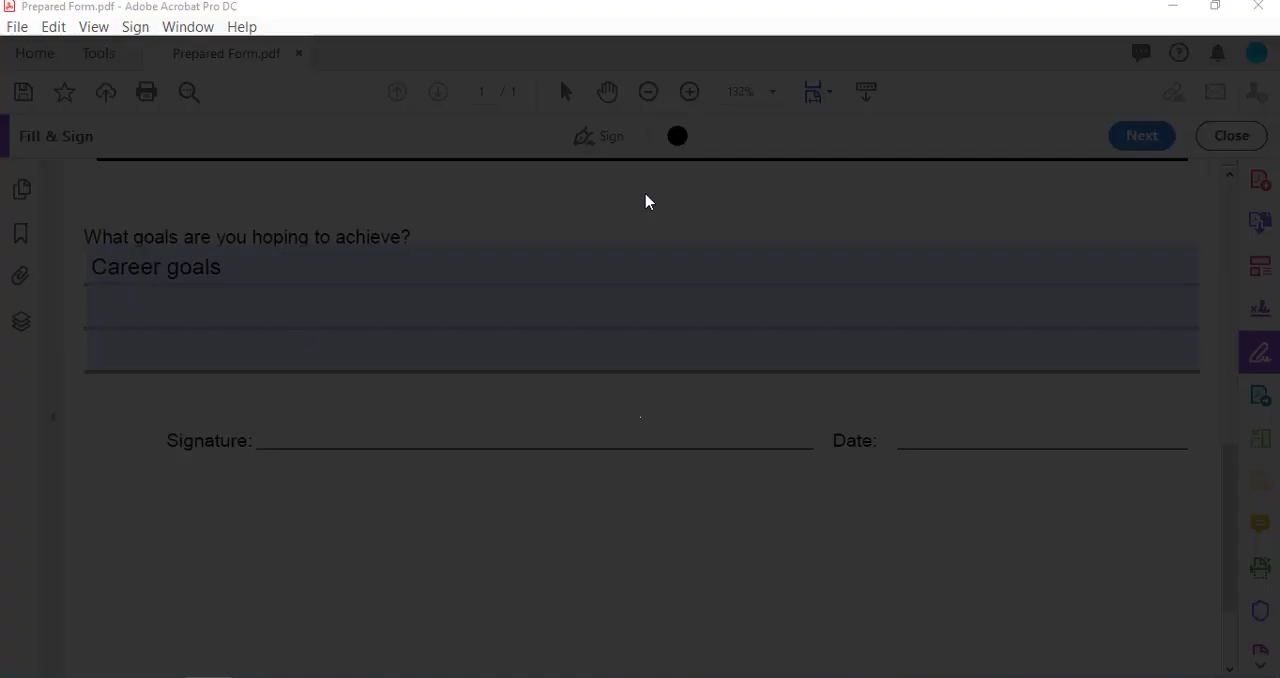 Prepared Form.pdf - Adobe Acrobat Pro DC
File Edit View Sign Window Help
Home Tools Prepared Form.pdf
1 / 1 132%
Fill & Sign Sign Next Close
What goals are you hoping to achieve?
Career goals
Signature: Date: